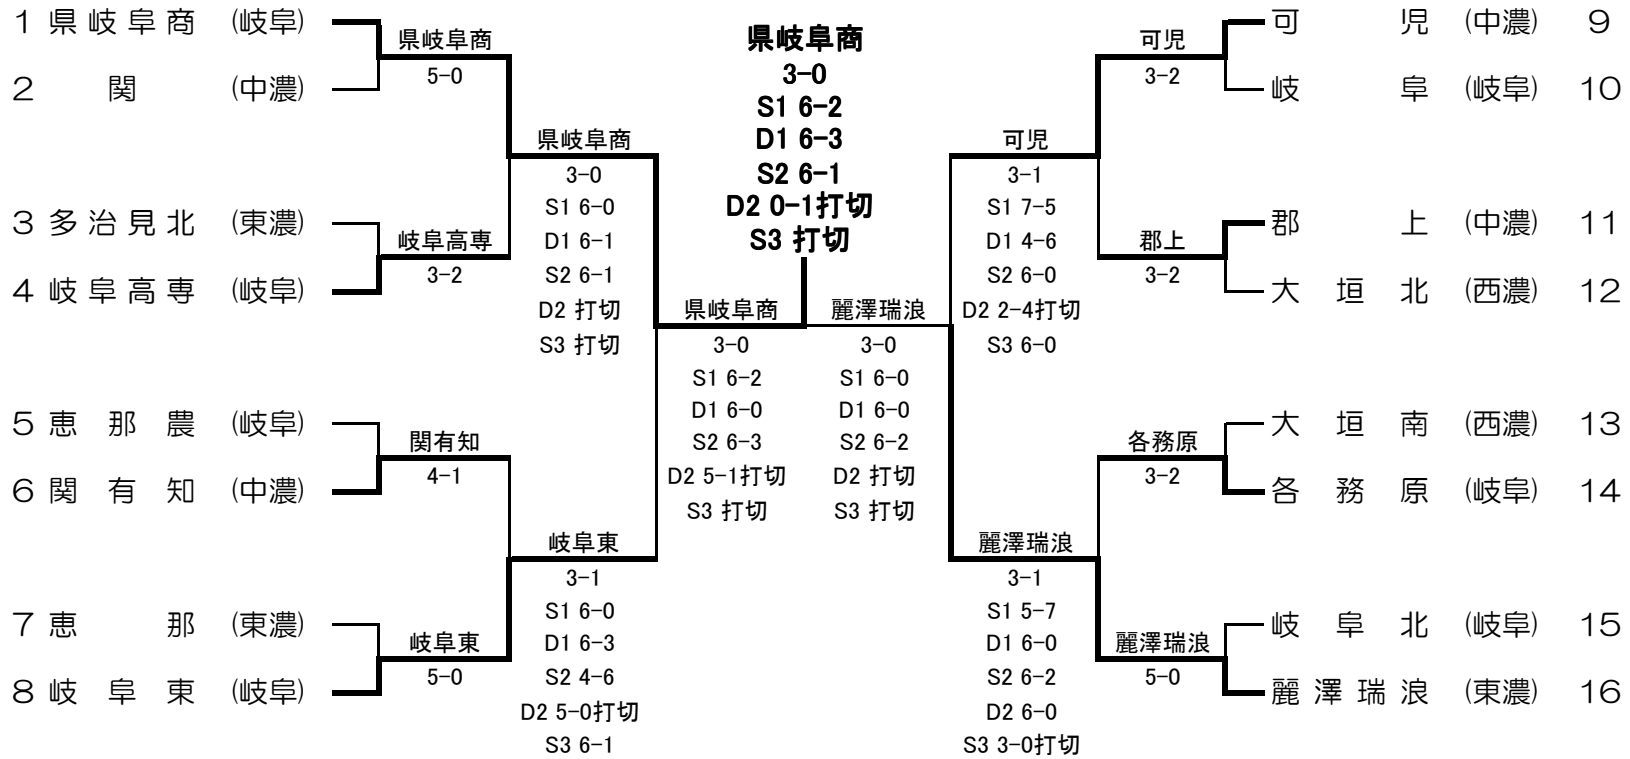 1 県岐阜商 (岐阜)
2 関 (中濃)
3 多治見北 (東濃)
4 岐阜高専 (岐阜)
5 恵那農 (岐阜)
6 関有知 (中濃)
7 恵那 (東濃)
8 岐阜東 (岐阜)
県岐阜商
5-0
岐阜高専
3-2
関有知
4-1
岐阜東
5-0
県岐阜商
3-0
S1 6-0
D1 6-1
S2 6-1
D2 打切
S3 打切
岐阜東
3-1
S1 6-0
D1 6-3
S2 4-6
D2 5-0打切
S3 6-1
県岐阜商
3-0
S1 6-2
D1 6-0
S2 6-3
D2 5-1打切
S3 打切
県岐阜商
3-0
S1 6-2
D1 6-3
S2 6-1
D2 0-1打切
S3 打切
麗澤瑞浪
3-0
S1 6-0
D1 6-0
S2 6-2
D2 打切
S3 打切
可児
3-1
S1 7-5
D1 4-6
S2 6-0
D2 2-4打切
S3 6-0
麗澤瑞浪
3-1
S1 5-7
D1 6-0
S2 6-2
D2 6-0
S3 3-0打切
可児
3-2
郡上
3-2
各務原
3-2
麗澤瑞浪
5-0
可児 (中濃) 9
岐阜 (岐阜) 10
郡上 (中濃) 11
大垣北 (西濃) 12
大垣南 (西濃) 13
各務原 (岐阜) 14
岐阜北 (岐阜) 15
麗澤瑞浪 (東濃) 16